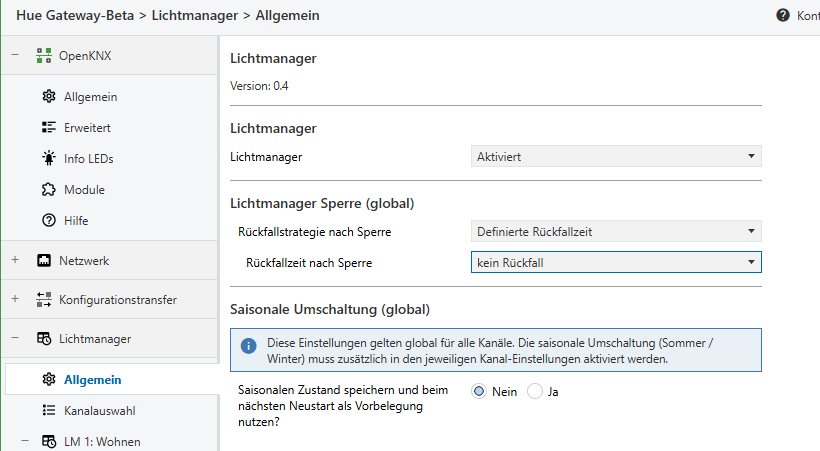 Hue Gateway-Beta > Lichtmanager > Allgemein
Kont
OpenKNX
Allgemein
Erweitert
Info LEDs
Module
Hilfe
Netzwerk
Konfigurationstransfer
Lichtmanager
Allgemein
Kanalauswahl
LM 1: Wohnen
Lichtmanager
Version: 0.4
Lichtmanager
Lichtmanager Aktiviert
Lichtmanager Sperre (global)
Rückfallstrategie nach Sperre Definierte Rückfallzeit
Rückfallzeit nach Sperre kein Rückfall
Saisonale Umschaltung (global)
Diese Einstellungen gelten global für alle Kanäle. Die saisonale Umschaltung (Sommer /
Winter) muss zusätzlich in den jeweiligen Kanal-Einstellungen aktiviert werden.
Saisonalen Zustand speichern und beim
nächsten Neustart als Vorbelegung
nutzen?
Nein Ja